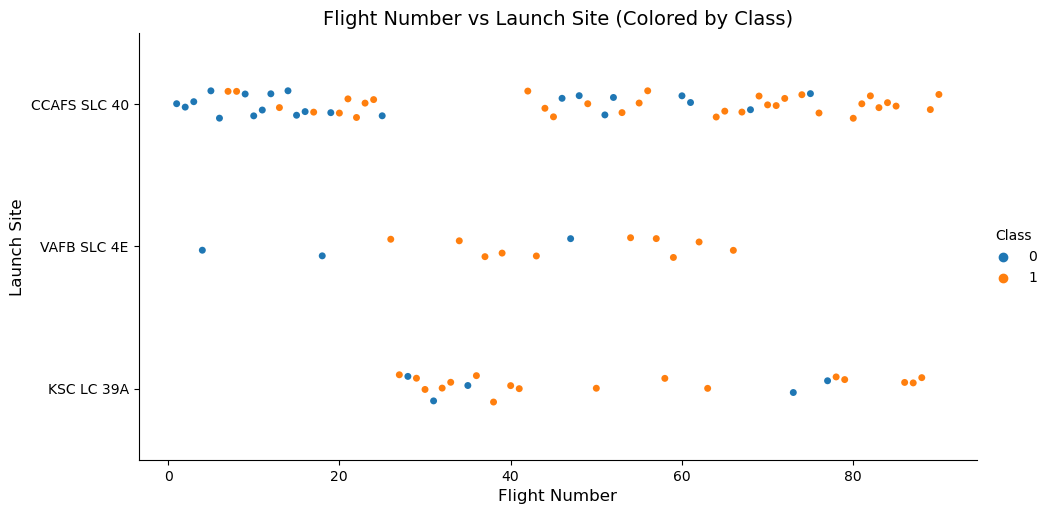 Flight Number vs Launch Site (Colored by Class)
Launch Site
CCAFS SLC 40
VAFB SLC 4E
KSC LC 39A
0 20 40 60 80
Flight Number
Class
0
1